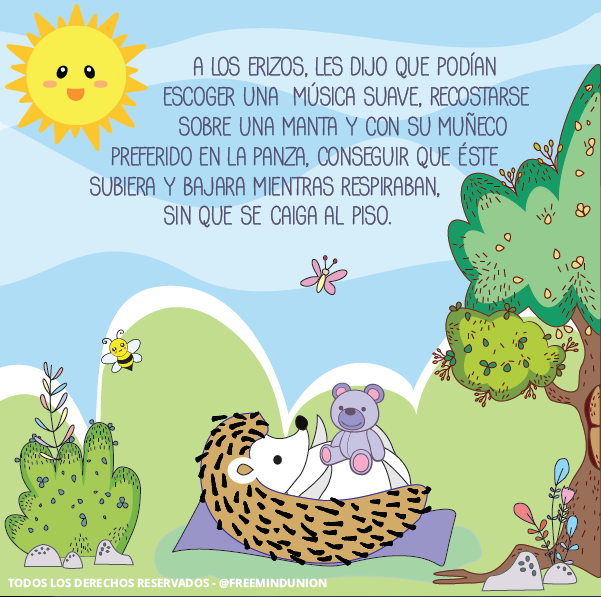 A LOS ERIZOS, LES DIJO QUE PODÍAN
ESCOGER UNA MÚSICA SUAVE, RECOSTARSE
SOBRE UNA MANTA Y CON SU MUÑECO
PREFERIDO EN LA PANZA, CONSEGUIR QUE ÉSTE
SUBIERA Y BAJARA MIENTRAS RESPIRABAN,
SIN QUE SE CAIGA AL PISO.
TODOS LOS DERECHOS RESERVADOS - @FREEMINDUNION